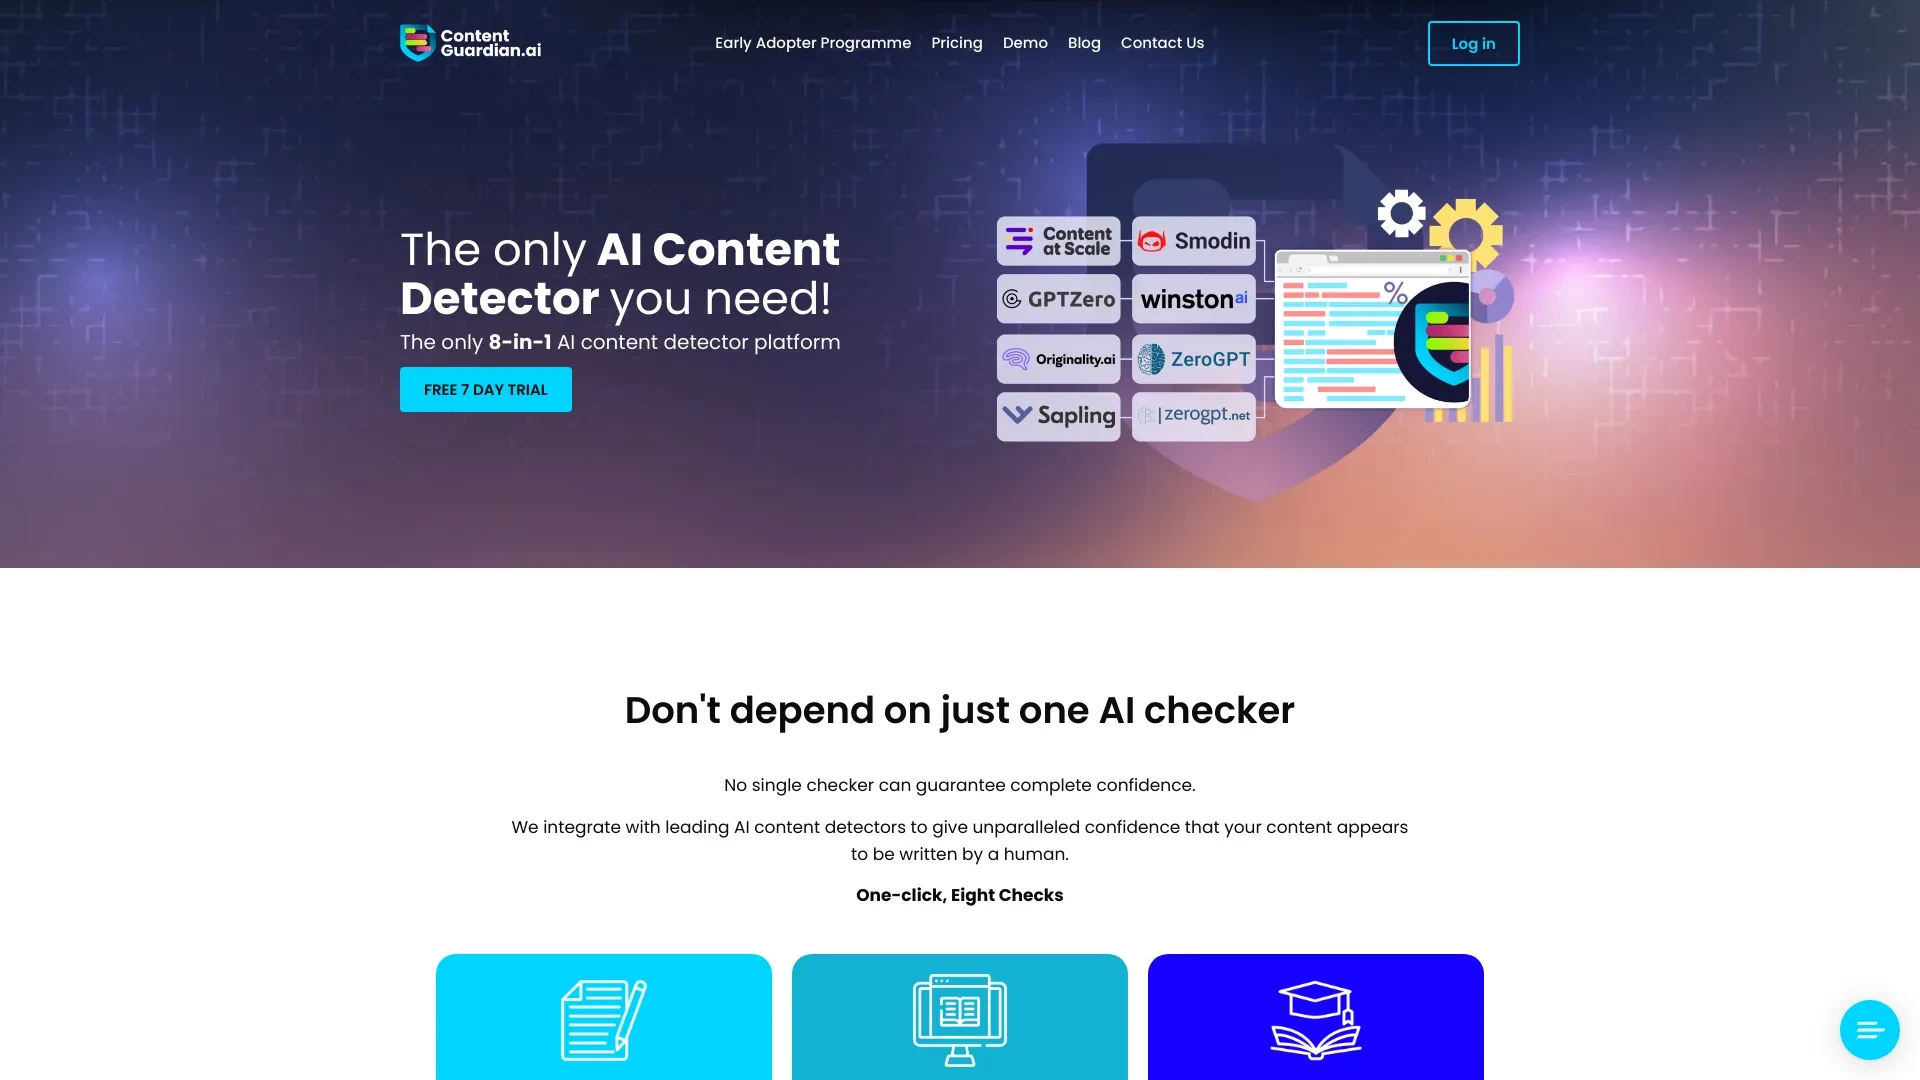 Content
Guardian.ai
Early Adopter Programme
Pricing
Demo
Blog
Contact Us
Log in
The only AI Content
Detector you need!
The only 8-in-1 AI content detector platform
FREE 7 DAY TRIAL
Content
at Scale
Smodin
GPTZero
winston ai
Originality.ai
ZeroGPT
Sapling
zerogpt.net
%
Don't depend on just one AI checker
No single checker can guarantee complete confidence.
We integrate with leading AI content detectors to give unparalleled confidence that your content appears
to be written by a human.
One-click, Eight Checks